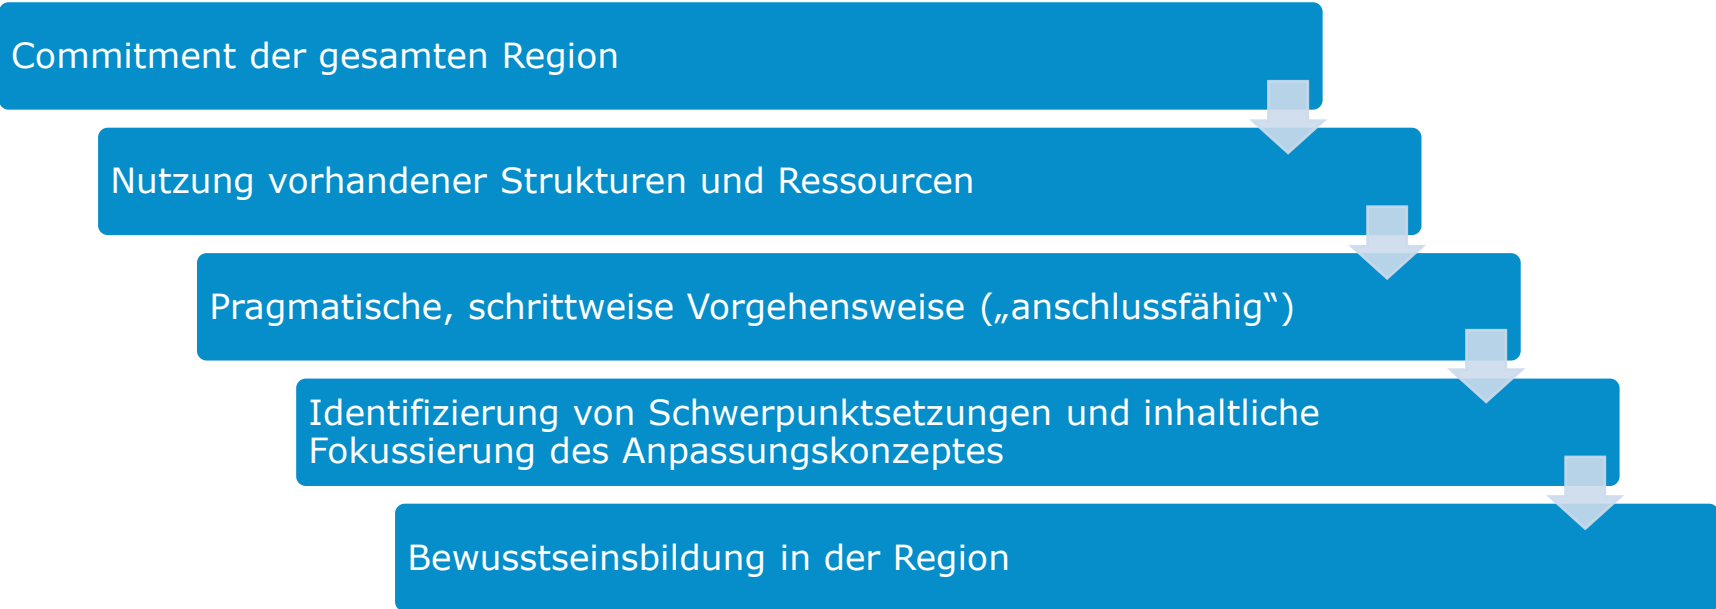 Commitment der gesamten Region
Nutzung vorhandener Strukturen und Ressourcen
Pragmatische, schrittweise Vorgehensweise („anschlussfähig“)
Identifizierung von Schwerpunktsetzungen und inhaltliche
Fokussierung des Anpassungskonzeptes
Bewusstseinsbildung in der Region